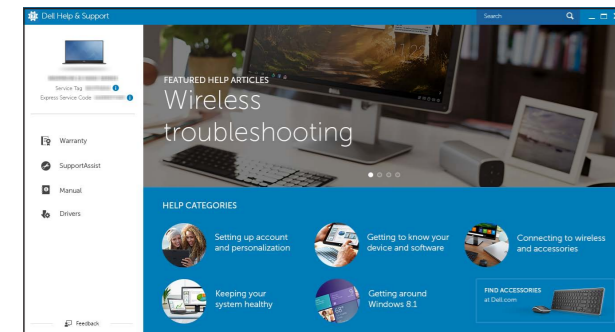 Dell Help & Support
Search
Service Tag
Express Service Code
Warranty
SupportAssist
Manual
Drivers
Feedback
FEATURED HELP ARTICLES
Wireless
troubleshooting
HELP CATEGORIES
Setting up account
and personalization
Getting to know your
device and software
Connecting to wireless
and accessories
Keeping your
system healthy
Getting around
Windows 8.1
FIND ACCESSORIES
at Dell.com